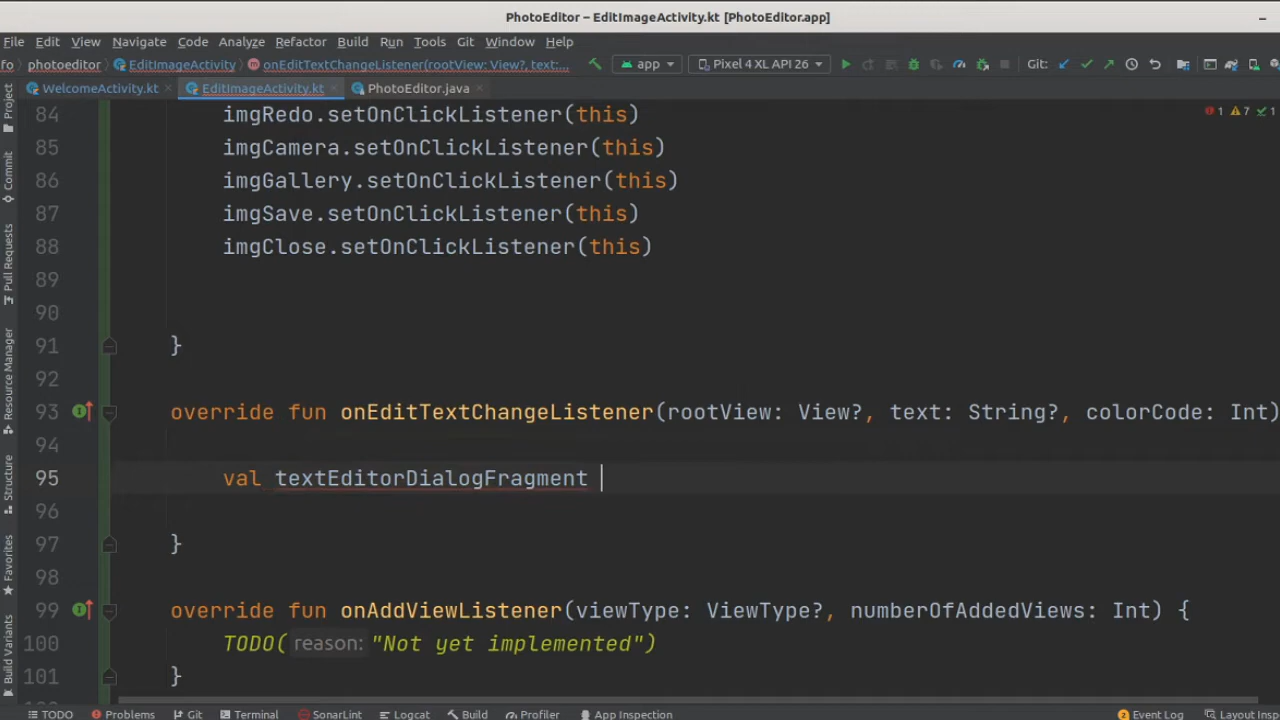 PhotoEditor – EditImageActivity.kt [PhotoEditor.app]
File Edit View Navigate Code Analyze Refactor Build Run Tools Git Window Help
fo photoeditor EditImageActivity onEditTextChangeListener(rootView: View?, text:... app Pixel 4 XL API 26 Git:
WelcomeActivity.kt EditImageActivity.kt PhotoEditor.java
Project
Commit
Pull Requests
Resource Manager
Structure
Favorites
Build Variants
1 7 1
84 imgRedo.setOnClickListener(this)
85 imgCamera.setOnClickListener(this)
86 imgGallery.setOnClickListener(this)
87 imgSave.setOnClickListener(this)
88 imgClose.setOnClickListener(this)
89
90
91 }
92
93 override fun onEditTextChangeListener(rootView: View?, text: String?, colorCode: Int)
94
95 val textEditorDialogFragment
96
97 }
98
99 override fun onAddViewListener(viewType: ViewType?, numberOfAddedViews: Int) {
100 TODO( reason: "Not yet implemented")
101 }
TODO Problems Git Terminal SonarLint Logcat Build Profiler App Inspection 2 Event Log Layout Insp